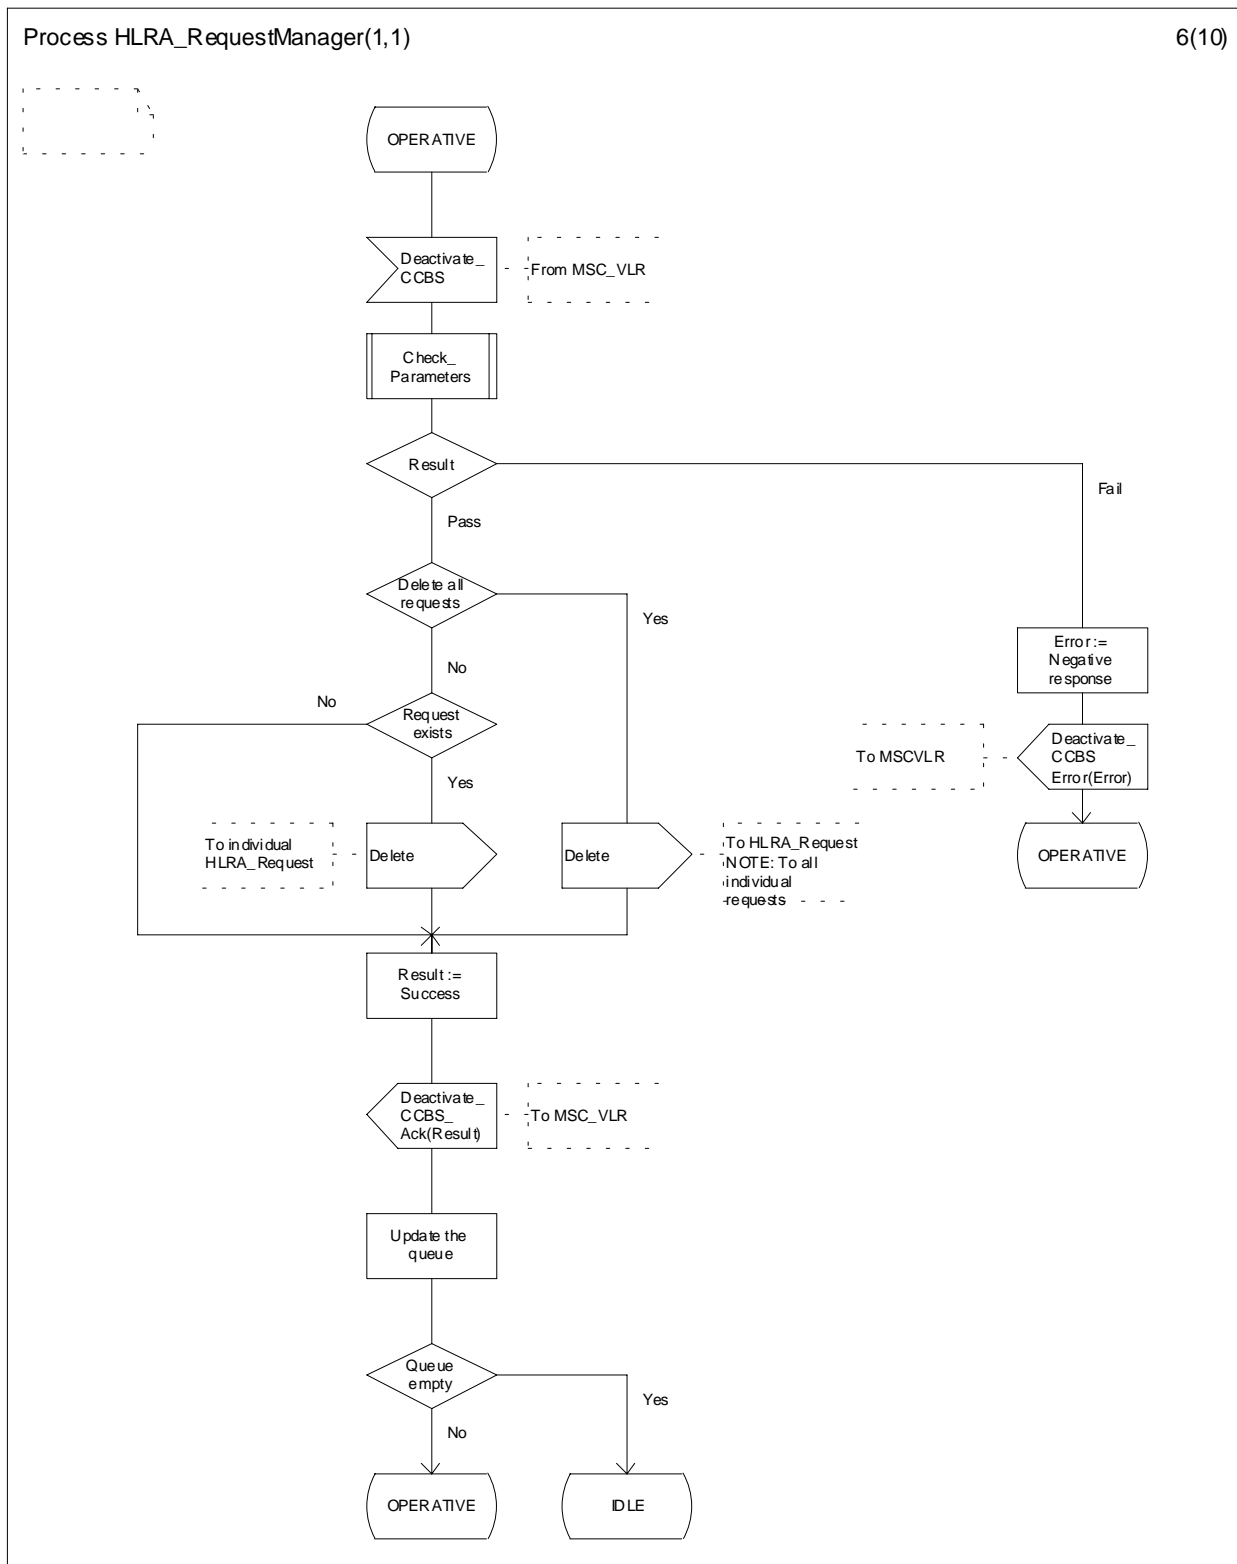 Process HLRA_RequestManager(1,1)
6(10)
OPERATIVE
Deactivate_
CCBS
From MSC_VLR
Check_
Parameters
Result
Fail
Pass
Delete all
requests
Yes
No
Error :=
Negative
response
No
Request
exists
Yes
To MSCVLR
Deactivate_
CCBS
Error(Error)
To individual
HLRA_Request
Delete
Delete
To HLRA_Request
NOTE: To all
individual
requests
OPERATIVE
Result :=
Success
Deactivate_
CCBS_
Ack(Result)
To MSC_VLR
Update the
queue
Queue
empty
Yes
No
OPERATIVE
IDLE